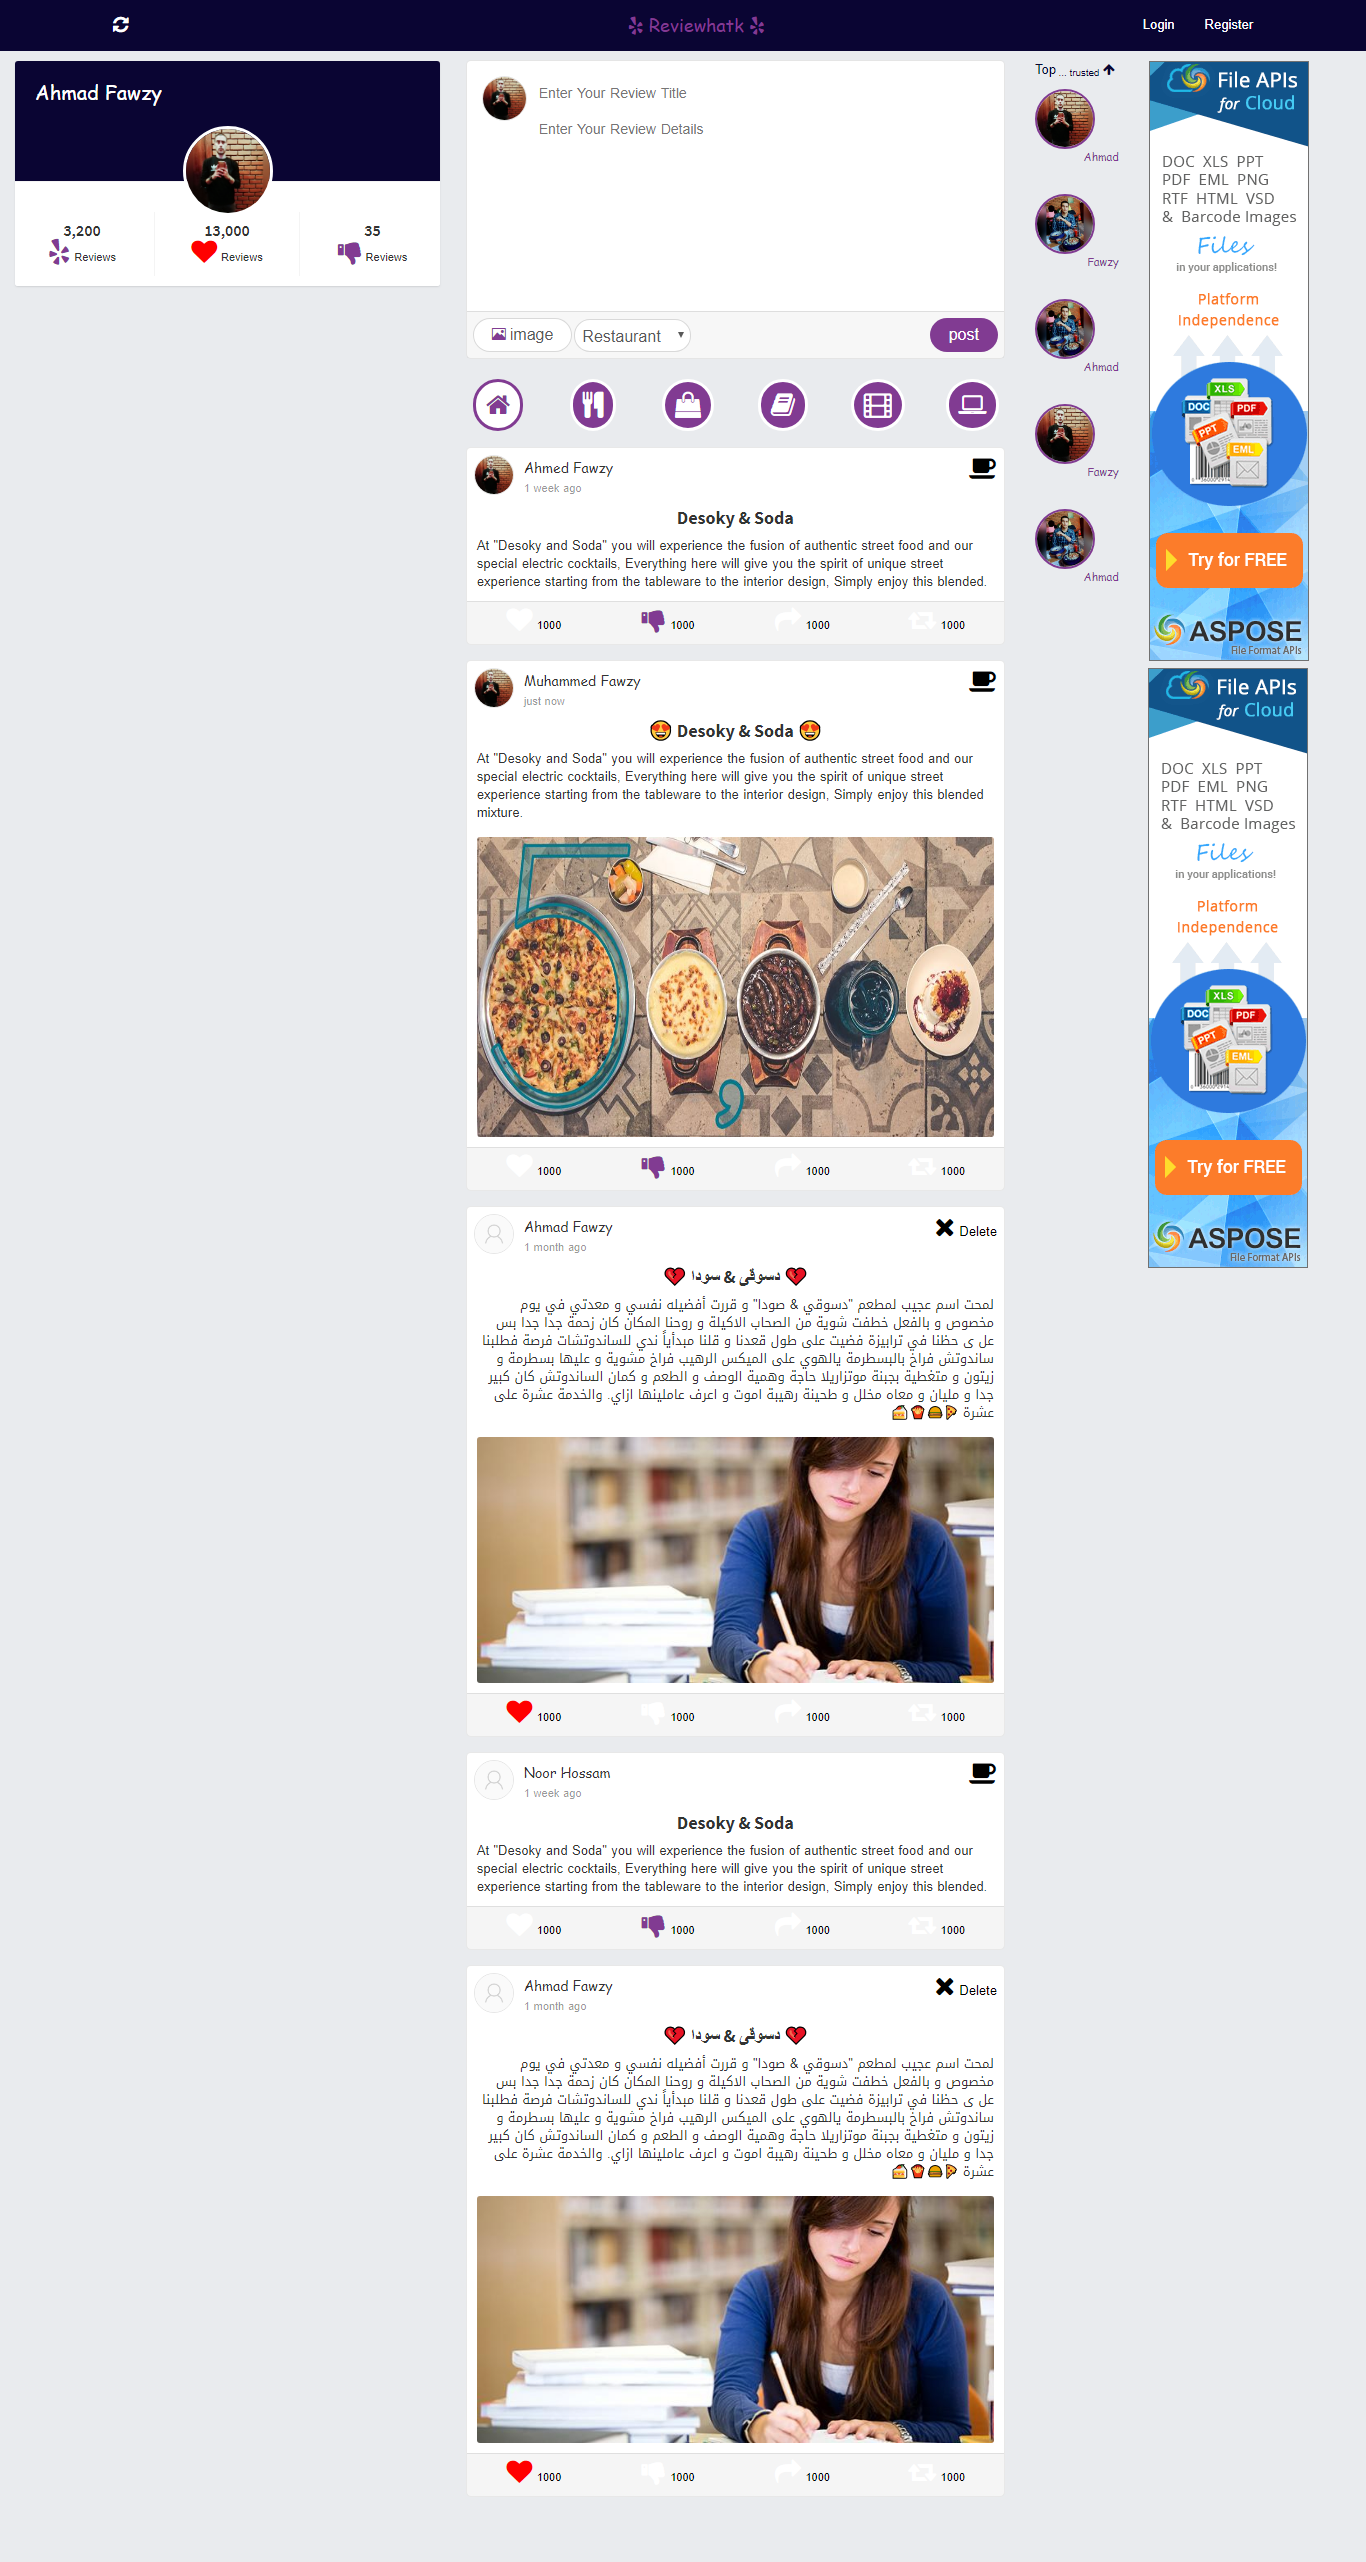 Reviewhatk
Login Register
Ahmad Fawzy
3,200
Reviews
13,000
Reviews
35
Reviews
Enter Your Review Title
Enter Your Review Details
image
Restaurant
post
Ahmed Fawzy
1 week ago
Desoky & Soda
At "Desoky and Soda" you will experience the fusion of authentic street food and our
special electric cocktails, Everything here will give you the spirit of unique street
experience starting from the tableware to the interior design, Simply enjoy this blended.
1000 1000 1000 1000
Muhammed Fawzy
just now
😍 Desoky & Soda 😍
At "Desoky and Soda" you will experience the fusion of authentic street food and our
special electric cocktails, Everything here will give you the spirit of unique street
experience starting from the tableware to the interior design, Simply enjoy this blended
mixture.
1000 1000 1000 1000
Ahmad Fawzy
Delete
1 month ago
💔 دسوقى & سودا 💔
لمحت اسم عجيب لمطعم "دسوقي & صودا" و قررت أفضيله نفسي و معدتي في يوم
مخصوص و بالفعل خطفت شوية من الصحاب الاكيلة و روحنا المكان كان زحمة جدا جدا بس
عل ى حظنا في ترابيزة فضيت على طول قعدنا و قلنا مبدأياً ندي للساندوتشات فرصة فطلبنا
ساندوتش فراخ بالبسطرمة يالهوي على الميكس الرهيب فراخ مشوية و عليها بسطرمة و
زيتون و متغطية بجبنة موتزاريلا حاجة وهمية الوصف و الطعم و كمان الساندوتش كان كبير
جدا و مليان و معاه مخلل و طحينة رهيبة اموت و اعرف عاملينها ازاي. والخدمة عشرة على
عشرة 🍕🍔🍟🧀
1000 1000 1000 1000
Noor Hossam
1 week ago
Desoky & Soda
At "Desoky and Soda" you will experience the fusion of authentic street food and our
special electric cocktails, Everything here will give you the spirit of unique street
experience starting from the tableware to the interior design, Simply enjoy this blended.
1000 1000 1000 1000
Ahmad Fawzy
Delete
1 month ago
💔 دسوقى & سودا 💔
لمحت اسم عجيب لمطعم "دسوقي & صودا" و قررت أفضيله نفسي و معدتي في يوم
مخصوص و بالفعل خطفت شوية من الصحاب الاكيلة و روحنا المكان كان زحمة جدا جدا بس
عل ى حظنا في ترابيزة فضيت على طول قعدنا و قلنا مبدأياً ندي للساندوتشات فرصة فطلبنا
ساندوتش فراخ بالبسطرمة يالهوي على الميكس الرهيب فراخ مشوية و عليها بسطرمة و
زيتون و متغطية بجبنة موتزاريلا حاجة وهمية الوصف و الطعم و كمان الساندوتش كان كبير
جدا و مليان و معاه مخلل و طحينة رهيبة اموت و اعرف عاملينها ازاي. والخدمة عشرة على
عشرة 🍕🍔🍟🧀
1000 1000 1000 1000
Top ... trusted
Ahmad
Fawzy
Ahmad
Fawzy
Ahmad
File APIs
for Cloud
DOC XLS PPT
PDF EML PNG
RTF HTML VSD
& Barcode Images
Files
in your applications!
Platform
Independence
XLS
DOC
PDF
PPT
EML
Try for FREE
ASPOSE
File Format APIs
File APIs
for Cloud
DOC XLS PPT
PDF EML PNG
RTF HTML VSD
& Barcode Images
Files
in your applications!
Platform
Independence
XLS
DOC
PDF
PPT
EML
Try for FREE
ASPOSE
File Format APIs